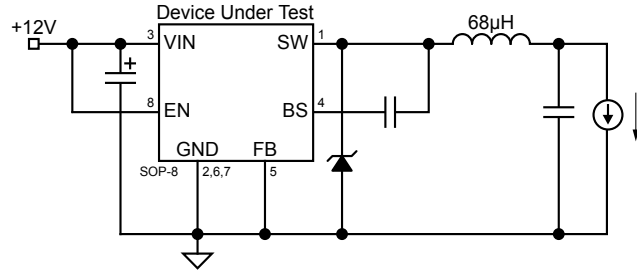 Device Under Test
+12V
68µH
3
VIN
SW
1
+
8
EN
BS
4
GND
FB
SOP-8
2,6,7
5